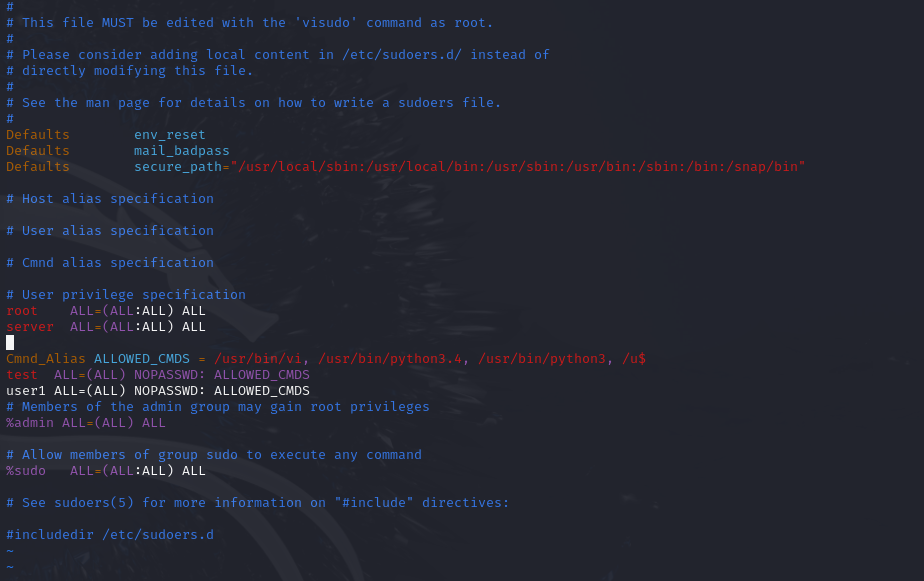 #
# This file MUST be edited with the 'visudo' command as root.
#
# Please consider adding local content in /etc/sudoers.d/ instead of
# directly modifying this file.
#
# See the man page for details on how to write a sudoers file.
#
Defaults        env_reset
Defaults        mail_badpass
Defaults        secure_path="/usr/local/sbin:/usr/local/bin:/usr/sbin:/usr/bin:/sbin:/bin:/snap/bin"
# Host alias specification
# User alias specification
# Cmnd alias specification
# User privilege specification
root    ALL=(ALL:ALL) ALL
server  ALL=(ALL:ALL) ALL
Cmnd_Alias ALLOWED_CMDS = /usr/bin/vi, /usr/bin/python3.4, /usr/bin/python3, /u$
test  ALL=(ALL) NOPASSWD: ALLOWED_CMDS
user1 ALL=(ALL) NOPASSWD: ALLOWED_CMDS
# Members of the admin group may gain root privileges
%admin ALL=(ALL) ALL
# Allow members of group sudo to execute any command
%sudo   ALL=(ALL:ALL) ALL
# See sudoers(5) for more information on "#include" directives:
#includedir /etc/sudoers.d
~
~